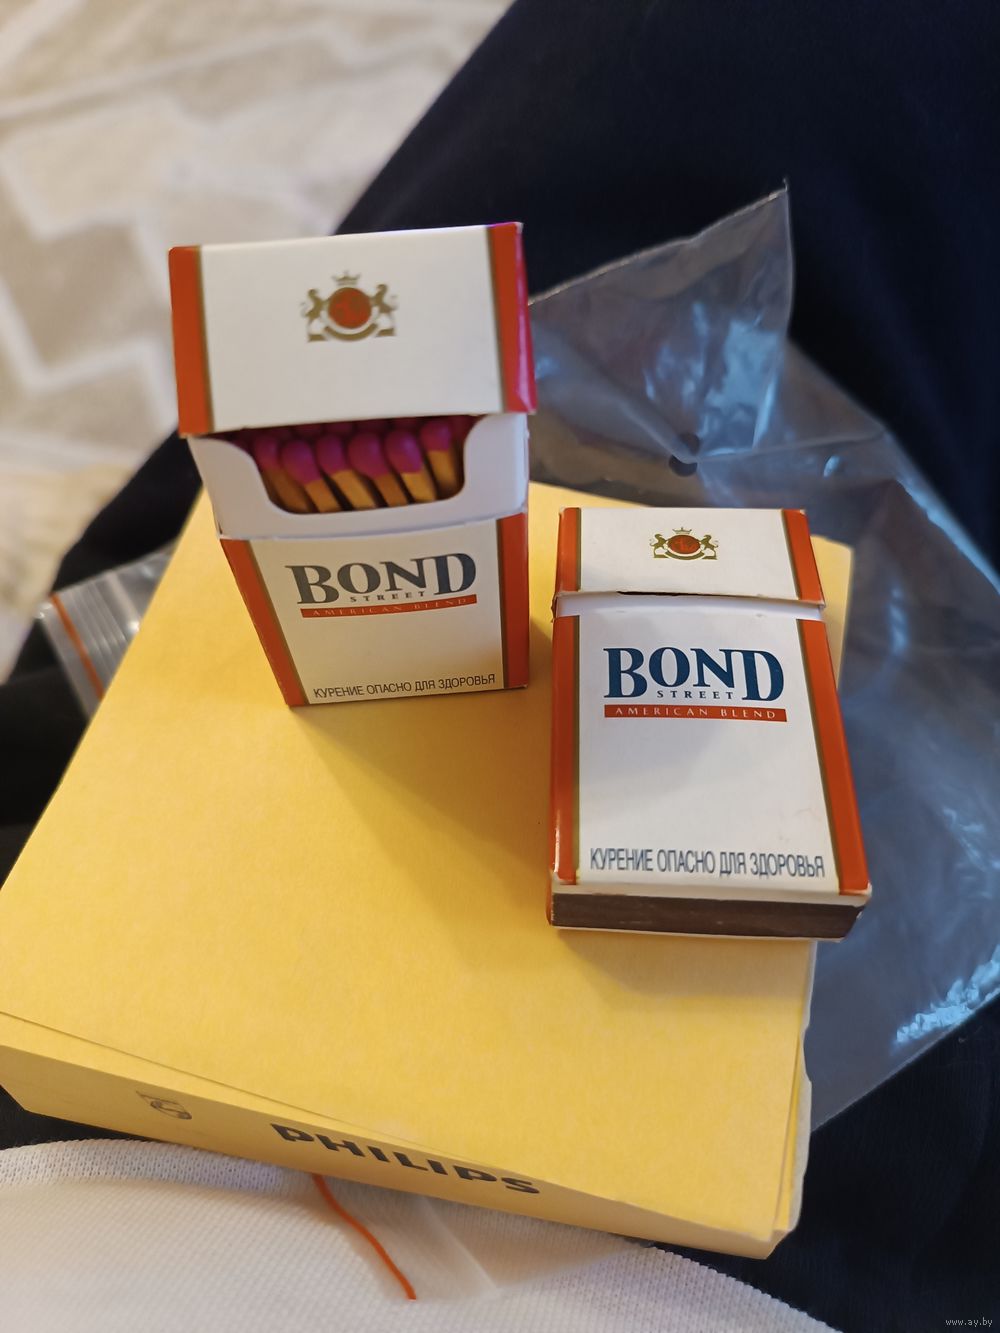 BOND
STREET
AMERICAN BLEND
КУРЕНИЕ ОПАСНО ДЛЯ ЗДОРОВЬЯ
BOND
STREET
AMERICAN BLEND
КУРЕНИЕ ОПАСНО ДЛЯ ЗДОРОВЬЯ
PHILIPS
www.ay.by